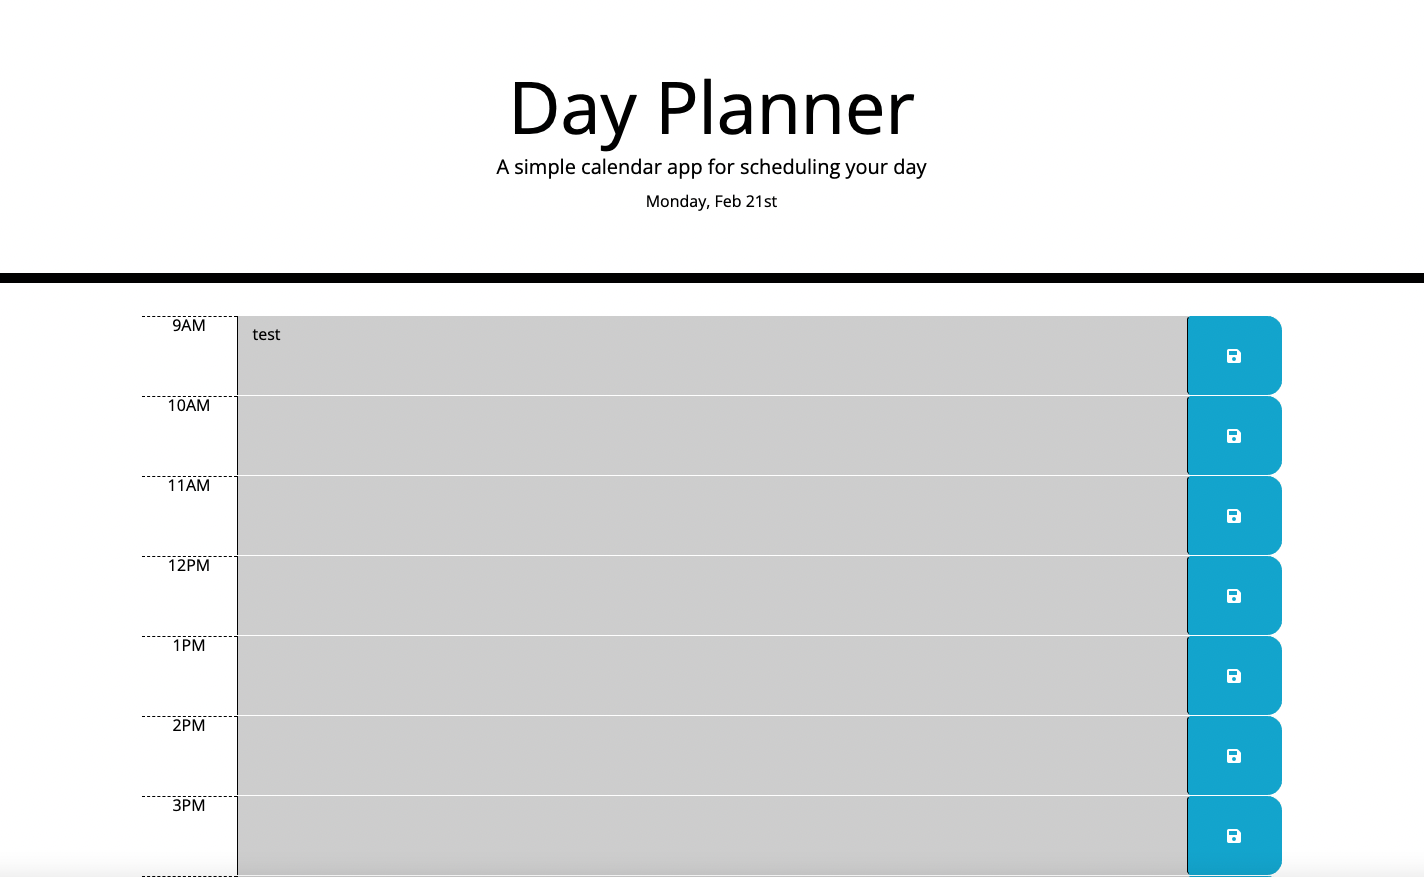 Day Planner
A simple calendar app for scheduling your day
Monday, Feb 21st
9AM
test
10AM
11AM
12PM
1PM
2PM
3PM